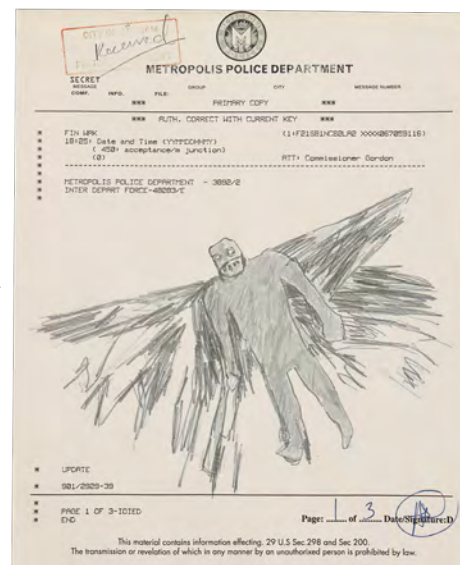 Received
METROPOLIS POLICE DEPARTMENT
SECRET
MESSAGE GROUP CITY MESSAGE NUMBER
COMP. INFO. FILE:
*** PRIMARY COPY ***
*** AUTH. CORRECT WITH CURRENT KEY ***
* FIN WAK
* 18:25: Date and Time
* ( 450: acceptance/m junction)
* (0) ATT: Commissioner Gordon
* METROPOLIS POLICE DEPARTMENT - 3892/2
* INTER DEPART FORCE-40203/E
*
* UPDATE
*
* 901/2929-39
*
* PAGE 1 OF 3-IDIED
* END
Page: 1 of 3 Date/Signature:D
This material contains information effecting. 29 U.S Sec 298 and Sec 200.
The transmission or revelation of which in any manner by an unauthorised person is prohibited by law.